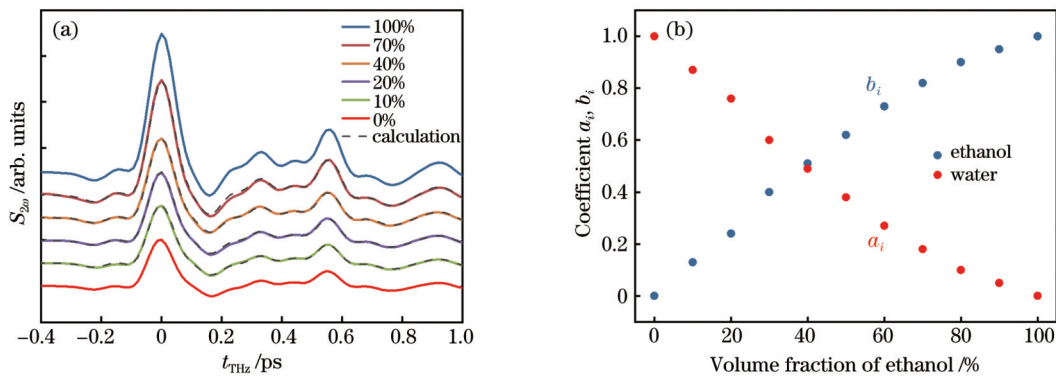 (a)
100%
70%
40%
20%
10%
0%
calculation
S2ω /arb. units
−0.4 −0.2 0 0.2 0.4 0.6 0.8 1.0
tTHz /ps
(b)
1.0
0.8
0.6
0.4
0.2
0
Coefficient ai, bi
bi
ethanol
water
ai
0 20 40 60 80 100
Volume fraction of ethanol /%